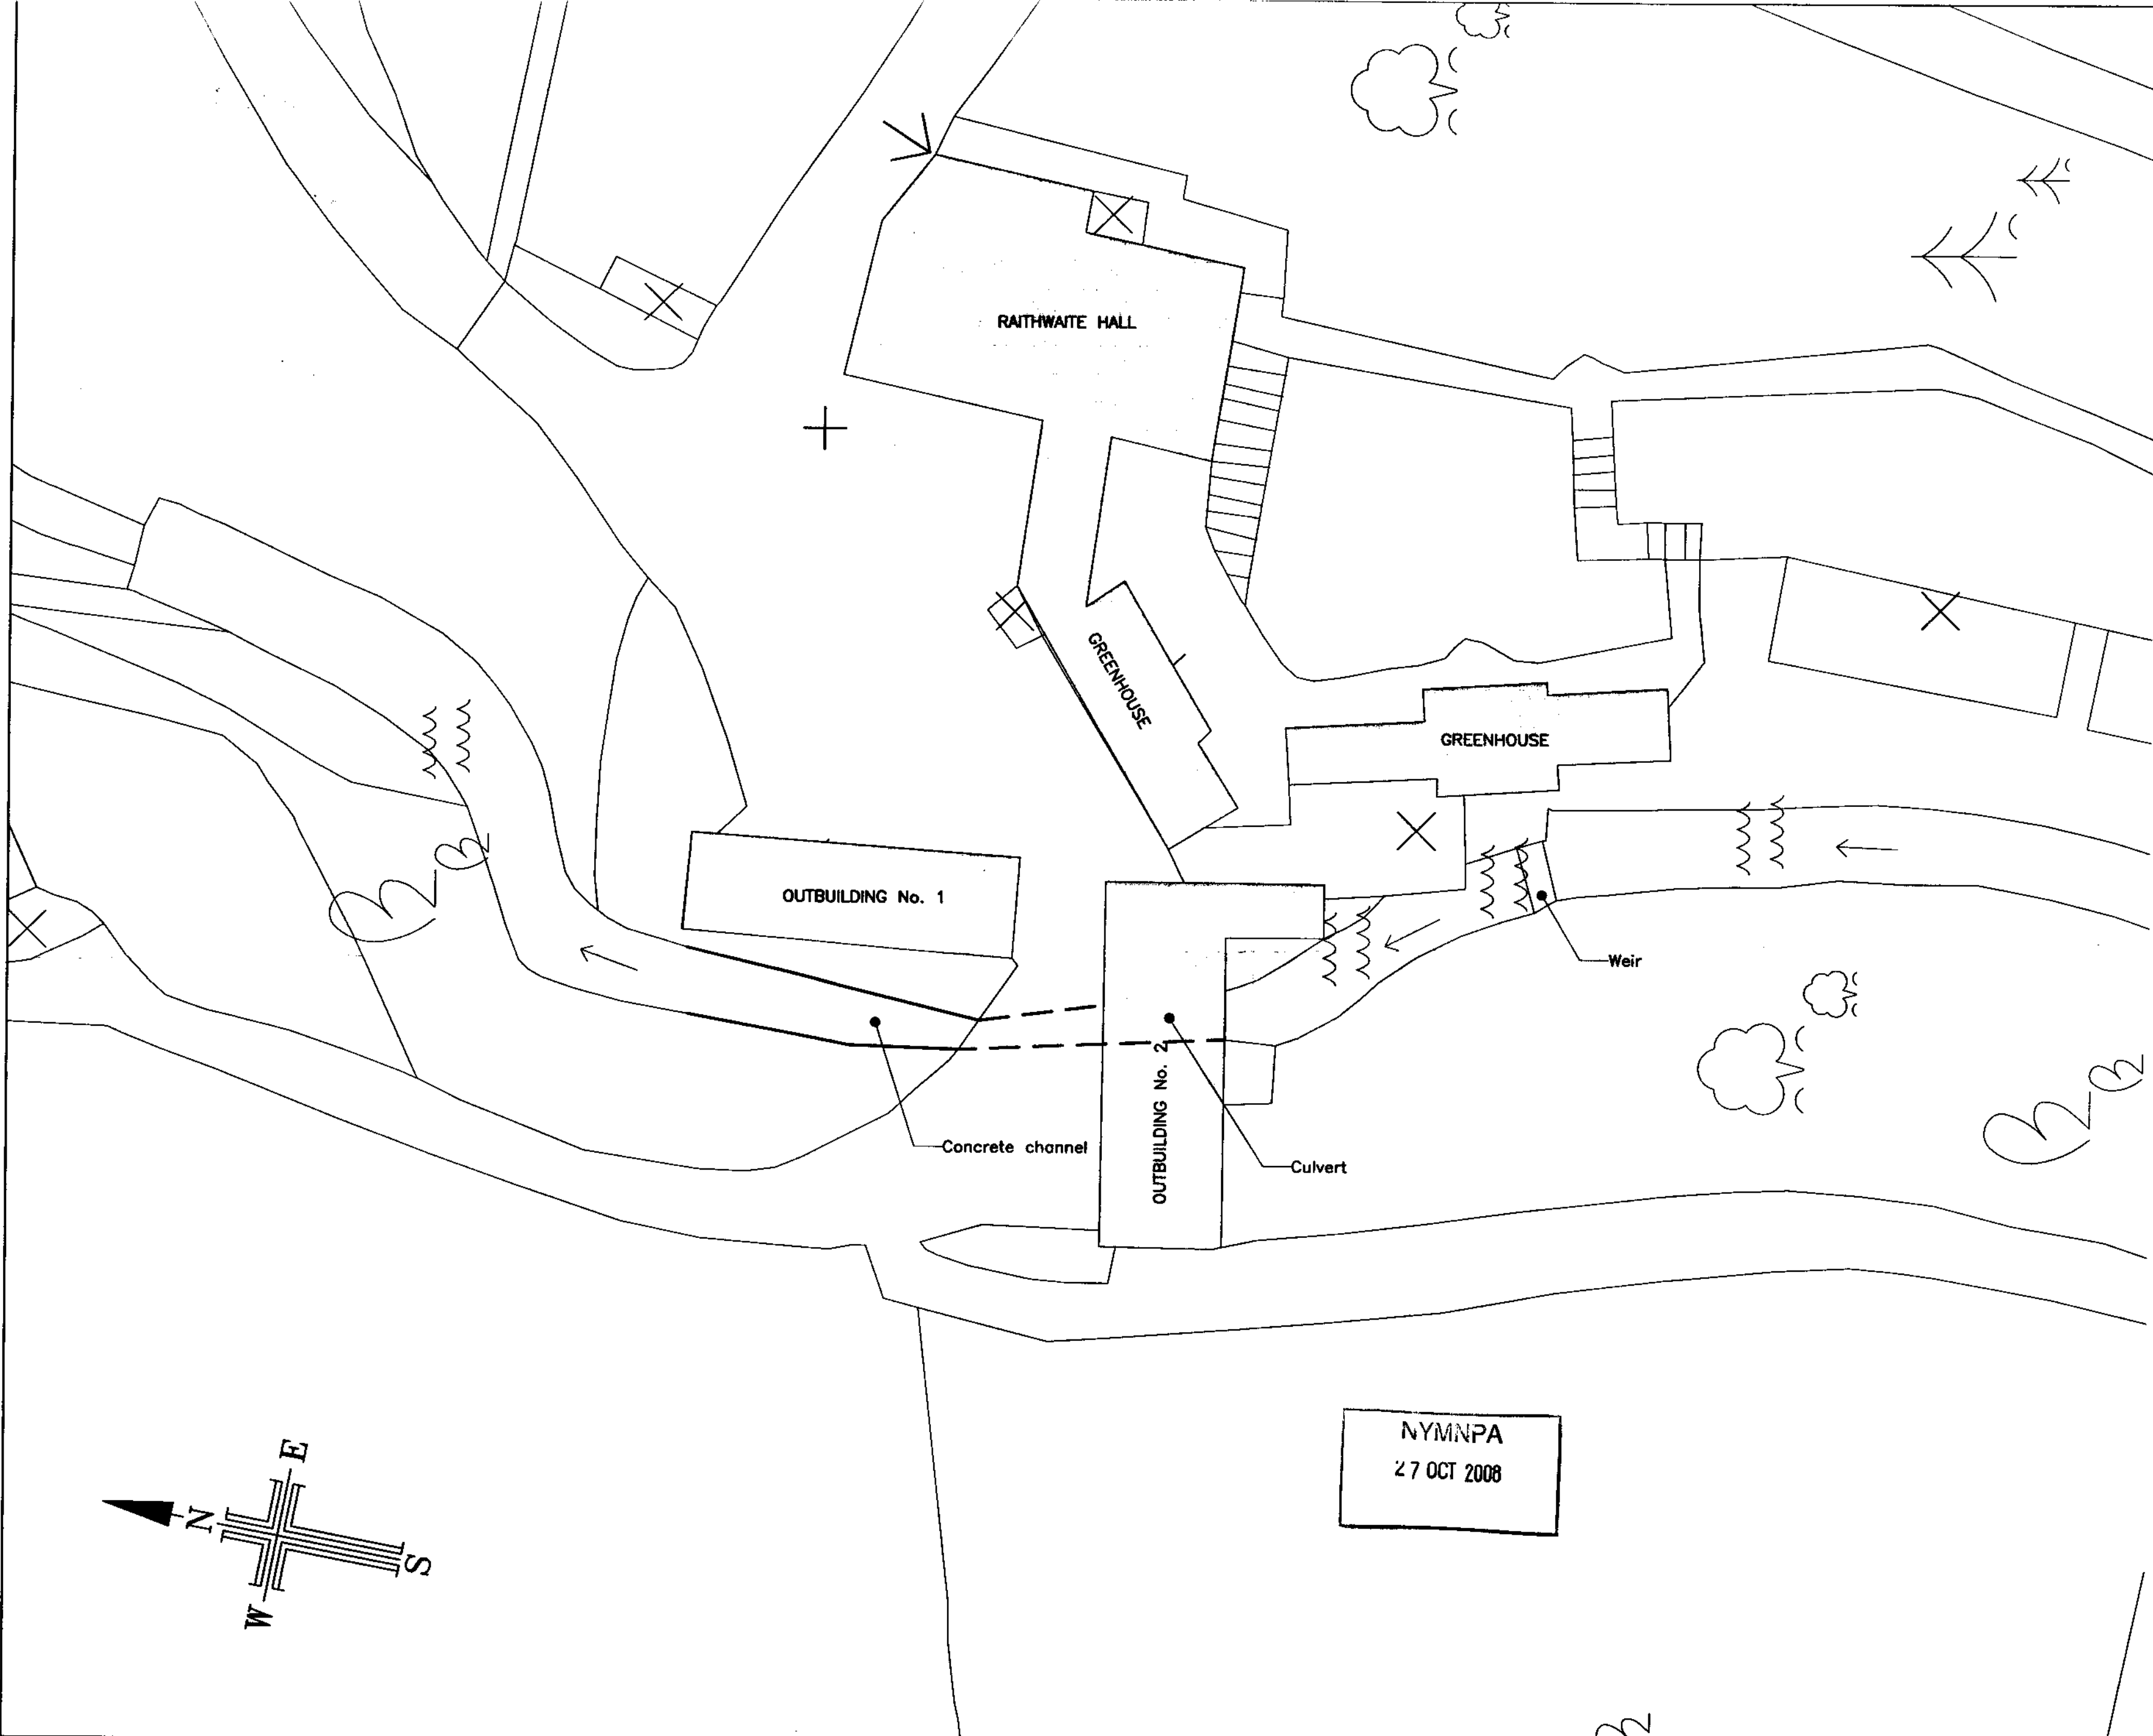 RAITHWAITE HALL
GREENHOUSE
GREENHOUSE
OUTBUILDING No. 1
Weir
OUTBUILDING No. 2
Concrete channel
Culvert
NYMNPA
27 OCT 2008
N
E
S
W